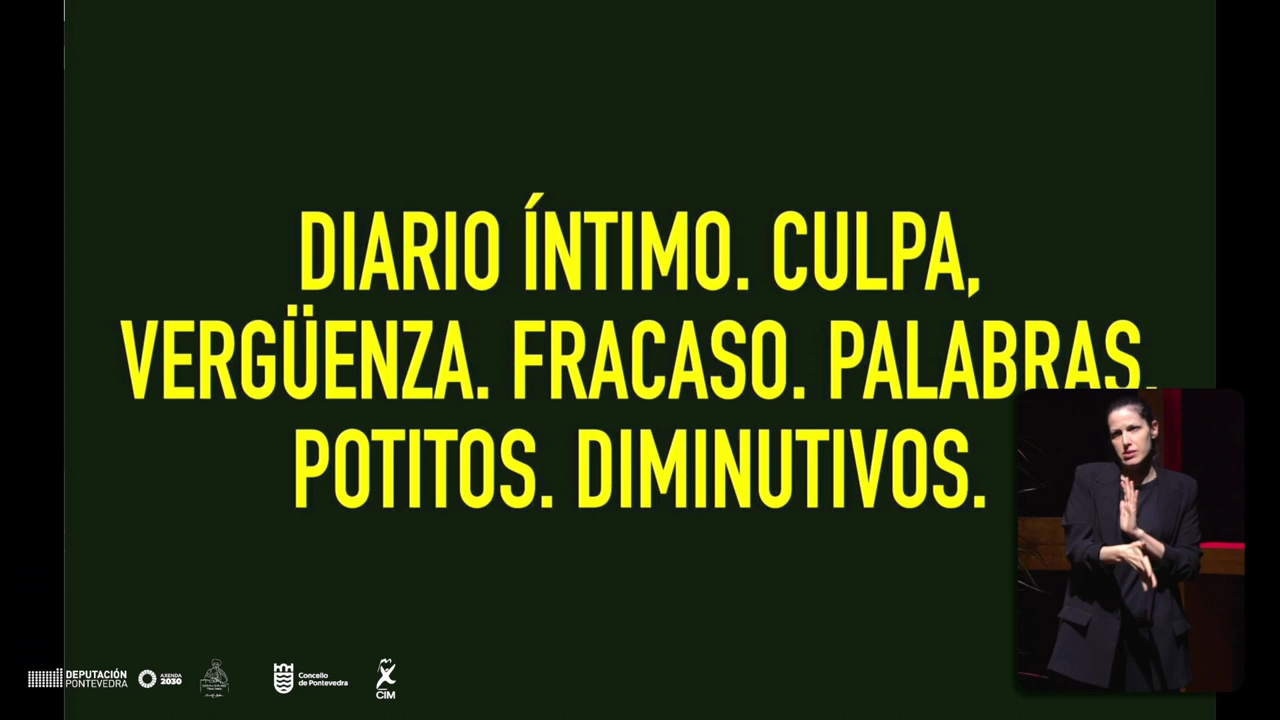 DIARIO ÍNTIMO. CULPA,
VERGÜENZA. FRACASO. PALABRAS.
POTITOS. DIMINUTIVOS.
DEPUTACIÓN
PONTEVEDRA
AXENDA
2030
Concello
de Pontevedra
CIM